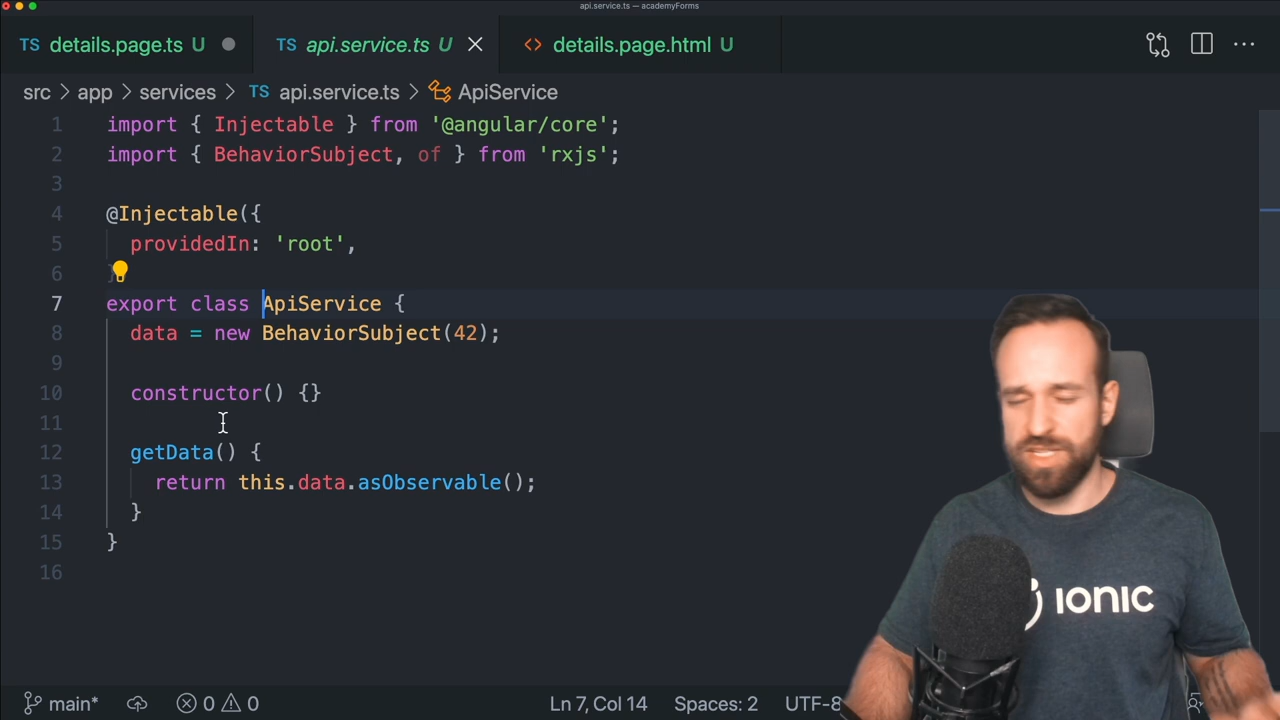 api.service.ts — academyForms
TS details.page.ts U
TS api.service.ts U
<> details.page.html U
src > app > services > TS api.service.ts > ApiService
1 import { Injectable } from '@angular/core';
2 import { BehaviorSubject, of } from 'rxjs';
3
4 @Injectable({
5 providedIn: 'root',
6 }
7 export class ApiService {
8 data = new BehaviorSubject(42);
9
10 constructor() {}
11
12 getData() {
13 return this.data.asObservable();
14 }
15 }
16
ionic
main* 0 0 Ln 7, Col 14 Spaces: 2 UTF-8